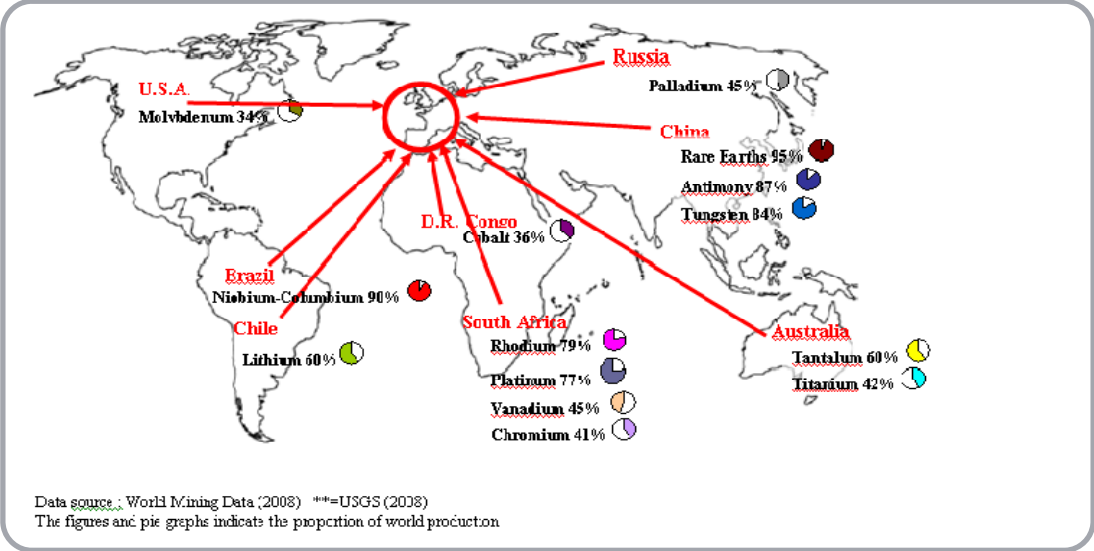 Russia
Palladium 45%
U.S.A.
Molybdenum 34%
China
Rare Earths 95%
Antimony 87%
Tungsten 84%
D.R. Congo
Cobalt 36%
Brazil
Niobium-Columbium 90%
Chile
Lithium 60%
South Africa
Rhodium 79%
Platinum 77%
Vanadium 45%
Chromium 41%
Australia
Tantalum 60%
Titanium 42%
Data source : World Mining Data (2008) **=USGS (2008)
The figures and pie graphs indicate the proportion of world production